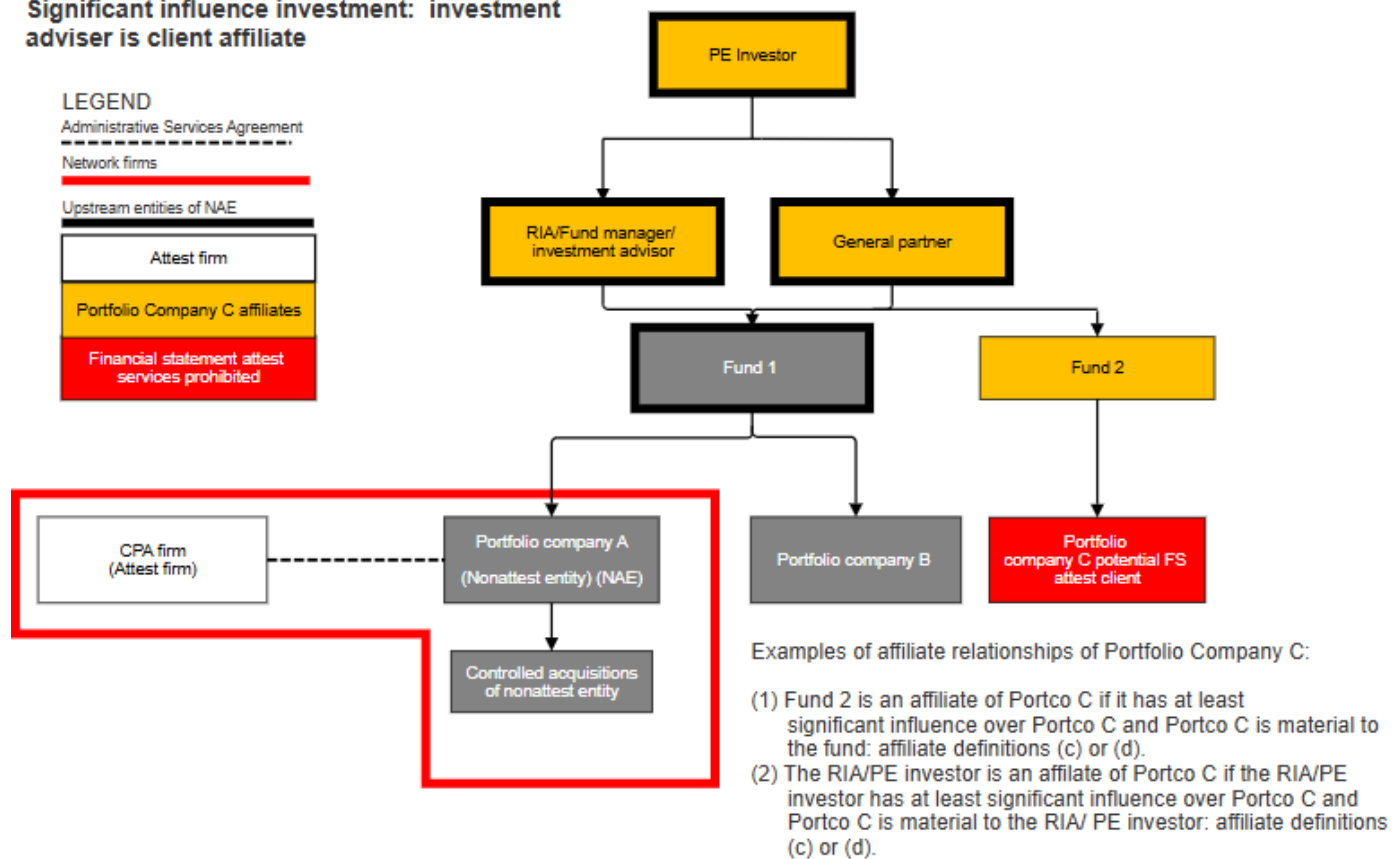 Significant influence investment: investment
adviser is client affiliate
LEGEND
Administrative Services Agreement
Network firms
Upstream entities of NAE
Attest firm
Portfolio Company C affiliates
Financial statement attest
services prohibited
PE Investor
RIA/Fund manager/
investment advisor
General partner
Fund 1
Fund 2
CPA firm
(Attest firm)
Portfolio company A
(Nonattest entity) (NAE)
Portfolio company B
Portfolio
company C potential FS
attest client
Controlled acquisitions
of nonattest entity
Examples of affiliate relationships of Portfolio Company C:
(1) Fund 2 is an affiliate of Portco C if it has at least
significant influence over Portco C and Portco C is material to
the fund: affiliate definitions (c) or (d).
(2) The RIA/PE investor is an affilate of Portco C if the RIA/PE
investor has at least significant influence over Portco C and
Portco C is material to the RIA/ PE investor: affiliate definitions
(c) or (d).